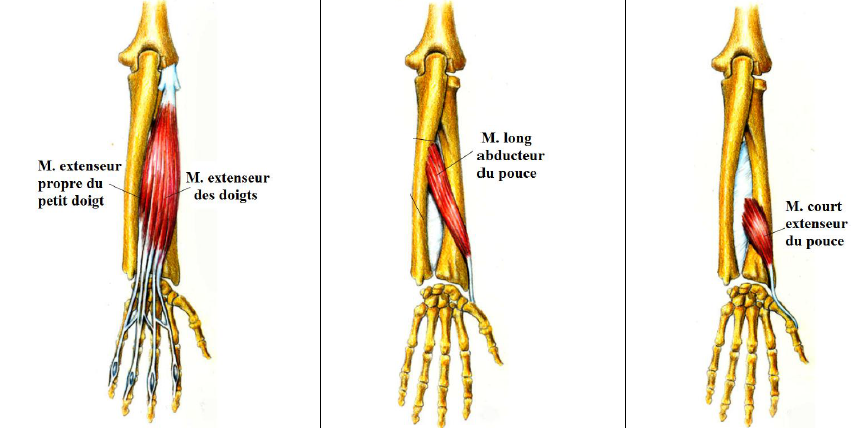 M. extenseur
propre du
petit doigt
M. extenseur
des doigts
M. long
abducteur
du pouce
M. court
extenseur
du pouce